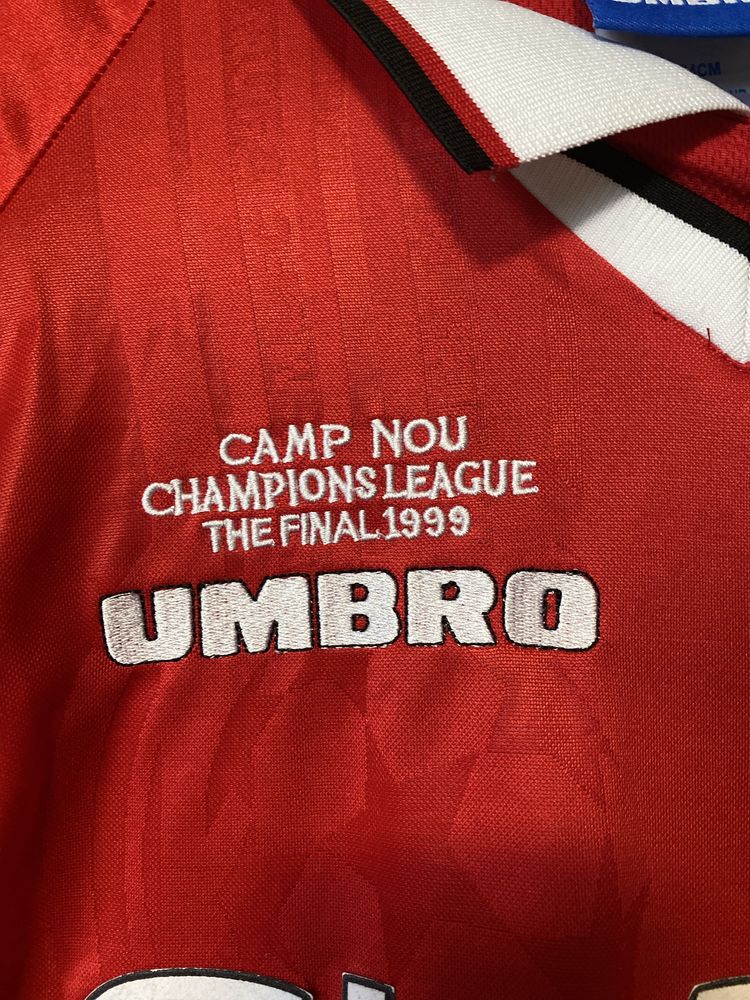 CAMP NOU
CHAMPIONS LEAGUE
THE FINAL 1999
UMBRO